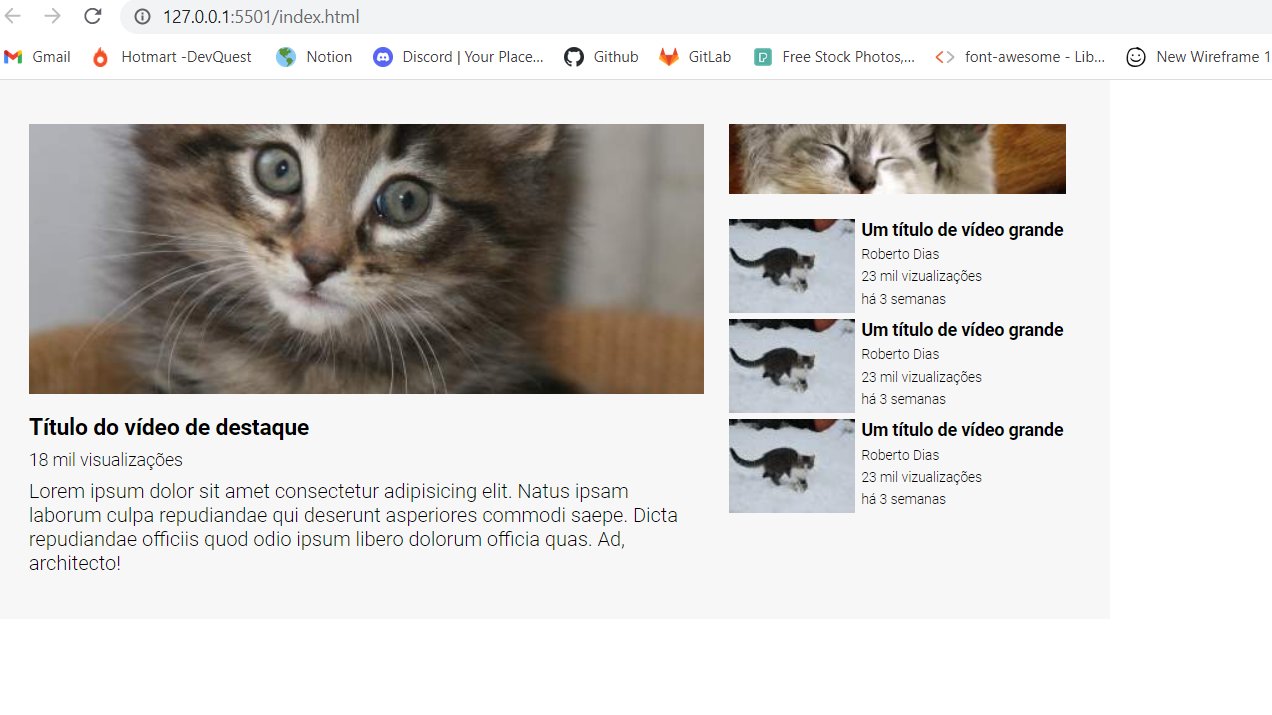 127.0.0.1:5501/index.html
Gmail
Hotmart -DevQuest
Notion
Discord | Your Place...
Github
GitLab
Free Stock Photos,...
font-awesome - Lib...
New Wireframe 1
Título do vídeo de destaque
18 mil visualizações
Lorem ipsum dolor sit amet consectetur adipisicing elit. Natus ipsam
laborum culpa repudiandae qui deserunt asperiores commodi saepe. Dicta
repudiandae officiis quod odio ipsum libero dolorum officia quas. Ad,
architecto!
Um título de vídeo grande
Roberto Dias
23 mil vizualizações
há 3 semanas
Um título de vídeo grande
Roberto Dias
23 mil vizualizações
há 3 semanas
Um título de vídeo grande
Roberto Dias
23 mil vizualizações
há 3 semanas